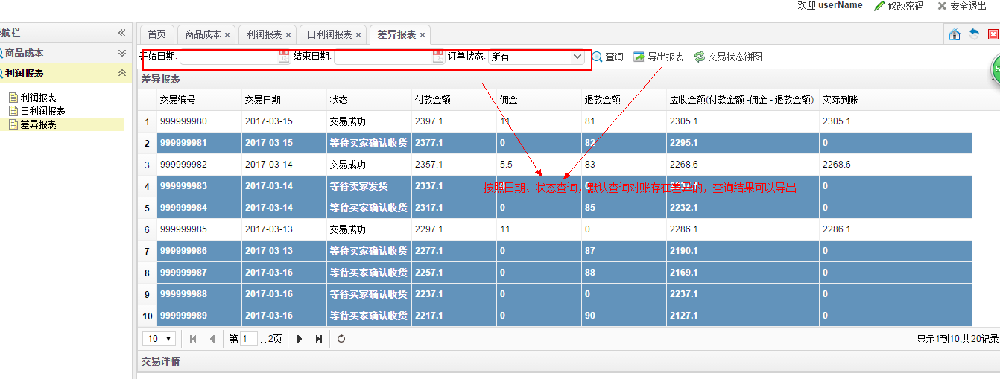 欢迎 userName 修改密码 安全退出
航栏
商品成本
利润报表
利润报表
日利润报表
差异报表
首页 商品成本 利润报表 日利润报表 差异报表
开始日期: 结束日期: 订单状态: 所有 查询 导出报表 交易状态饼图
差异报表
交易编号 交易日期 状态 付款金额 佣金 退款金额 应收金额(付款金额 -佣金 - 退款金额) 实际到账
1 999999980 2017-03-15 交易成功 2397.1 11 81 2305.1 2305.1
2 999999981 2017-03-15 等待买家确认收货 2377.1 0 82 2295.1 0
3 999999982 2017-03-14 交易成功 2357.1 5.5 83 2268.6 2268.6
4 999999983 2017-03-14 等待卖家发货 2337.1 0
按照日期、状态查询，默认查询对账存在差异的，查询结果可以导出
5 999999984 2017-03-14 等待买家确认收货 2317.1 0 85 2232.1 0
6 999999985 2017-03-13 交易成功 2297.1 11 0 2286.1 2286.1
7 999999986 2017-03-13 等待买家确认收货 2277.1 0 87 2190.1 0
8 999999987 2017-03-16 等待买家确认收货 2257.1 0 88 2169.1 0
9 999999988 2017-03-16 等待买家确认收货 2237.1 0 0 2237.1 0
10 999999989 2017-03-16 等待买家确认收货 2217.1 0 90 2127.1 0
10 第 1 共2页 显示1到10,共20记录
交易详情